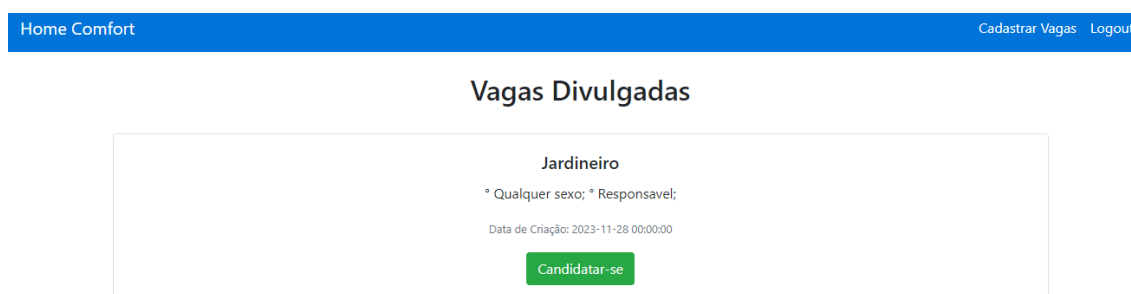 Home Comfort Cadastrar Vagas Logout
Vagas Divulgadas
Jardineiro
° Qualquer sexo; ° Responsavel;
Data de Criação: 2023-11-28 00:00:00
Candidatar-se